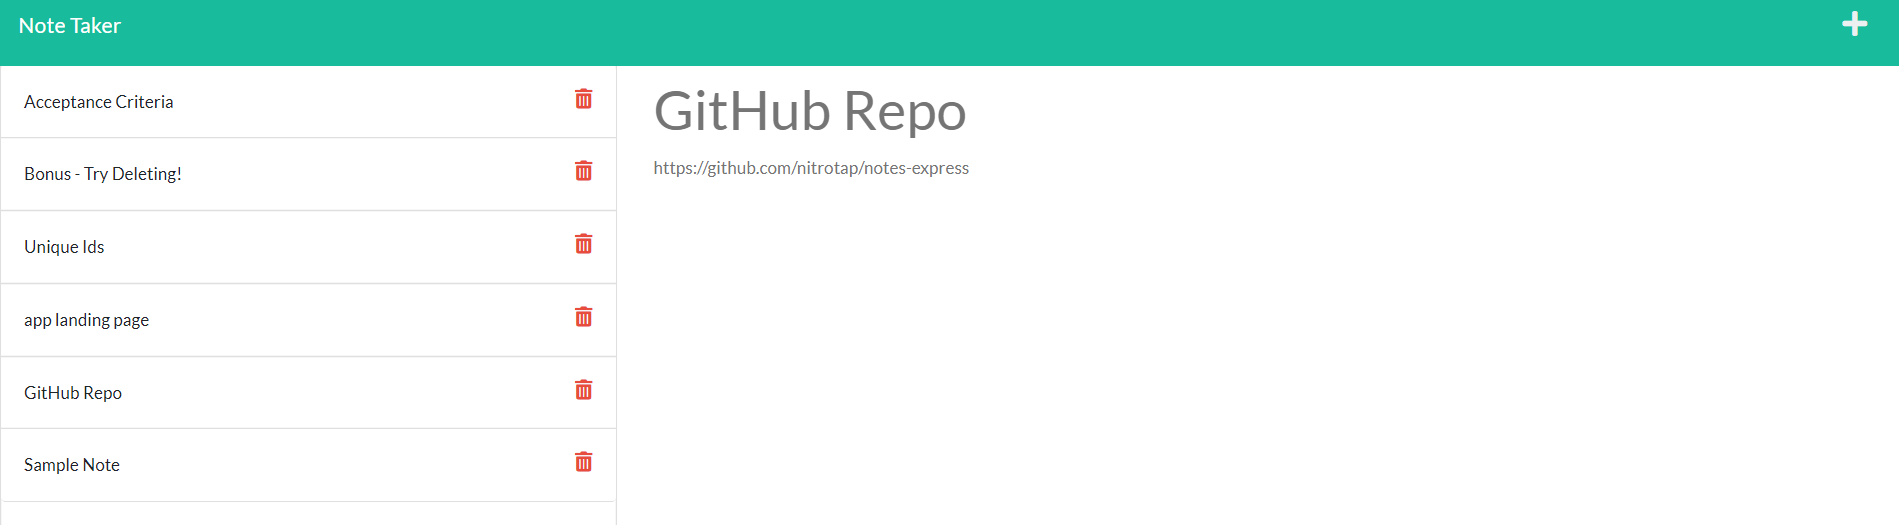 Note Taker
Acceptance Criteria
Bonus - Try Deleting!
Unique Ids
app landing page
GitHub Repo
Sample Note
GitHub Repo
https://github.com/nitrotap/notes-express